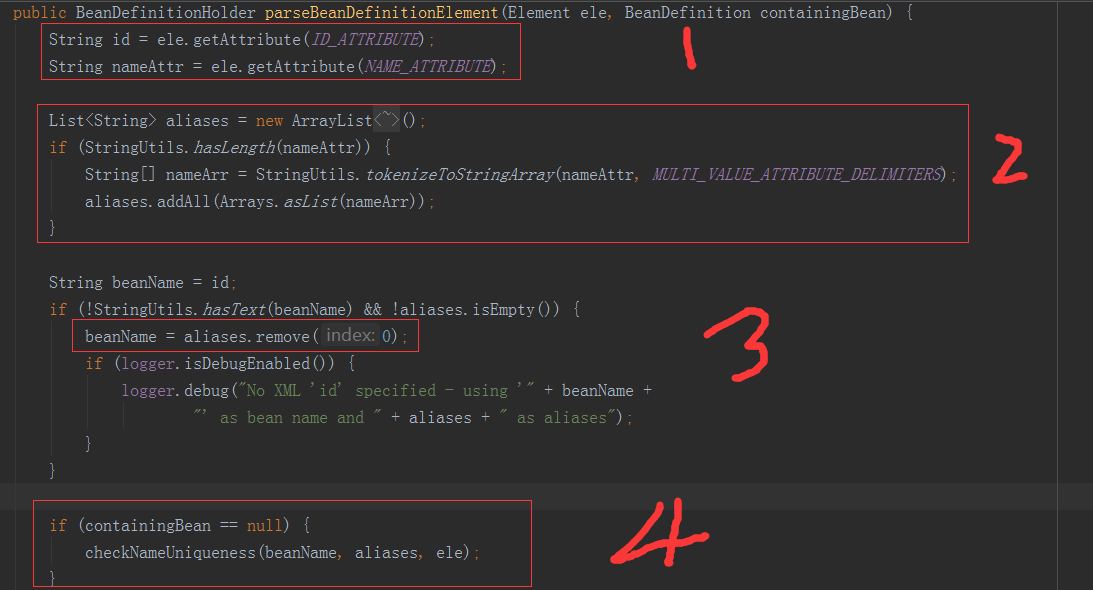 public BeanDefinitionHolder parseBeanDefinitionElement(Element ele, BeanDefinition containingBean) {
String id = ele.getAttribute(ID_ATTRIBUTE);
1
String nameAttr = ele.getAttribute(NAME_ATTRIBUTE);
List<String> aliases = new ArrayList<~>();
if (StringUtils.hasLength(nameAttr)) {
2
String[] nameArr = StringUtils.tokenizeToStringArray(nameAttr, MULTI_VALUE_ATTRIBUTE_DELIMITERS);
aliases.addAll(Arrays.asList(nameArr));
}
String beanName = id;
if (!StringUtils.hasText(beanName) && !aliases.isEmpty()) {
beanName = aliases.remove( index: 0);
3
if (logger.isDebugEnabled()) {
logger.debug("No XML 'id' specified - using '" + beanName +
"' as bean name and " + aliases + " as aliases");
}
}
if (containingBean == null) {
4
checkNameUniqueness(beanName, aliases, ele);
}